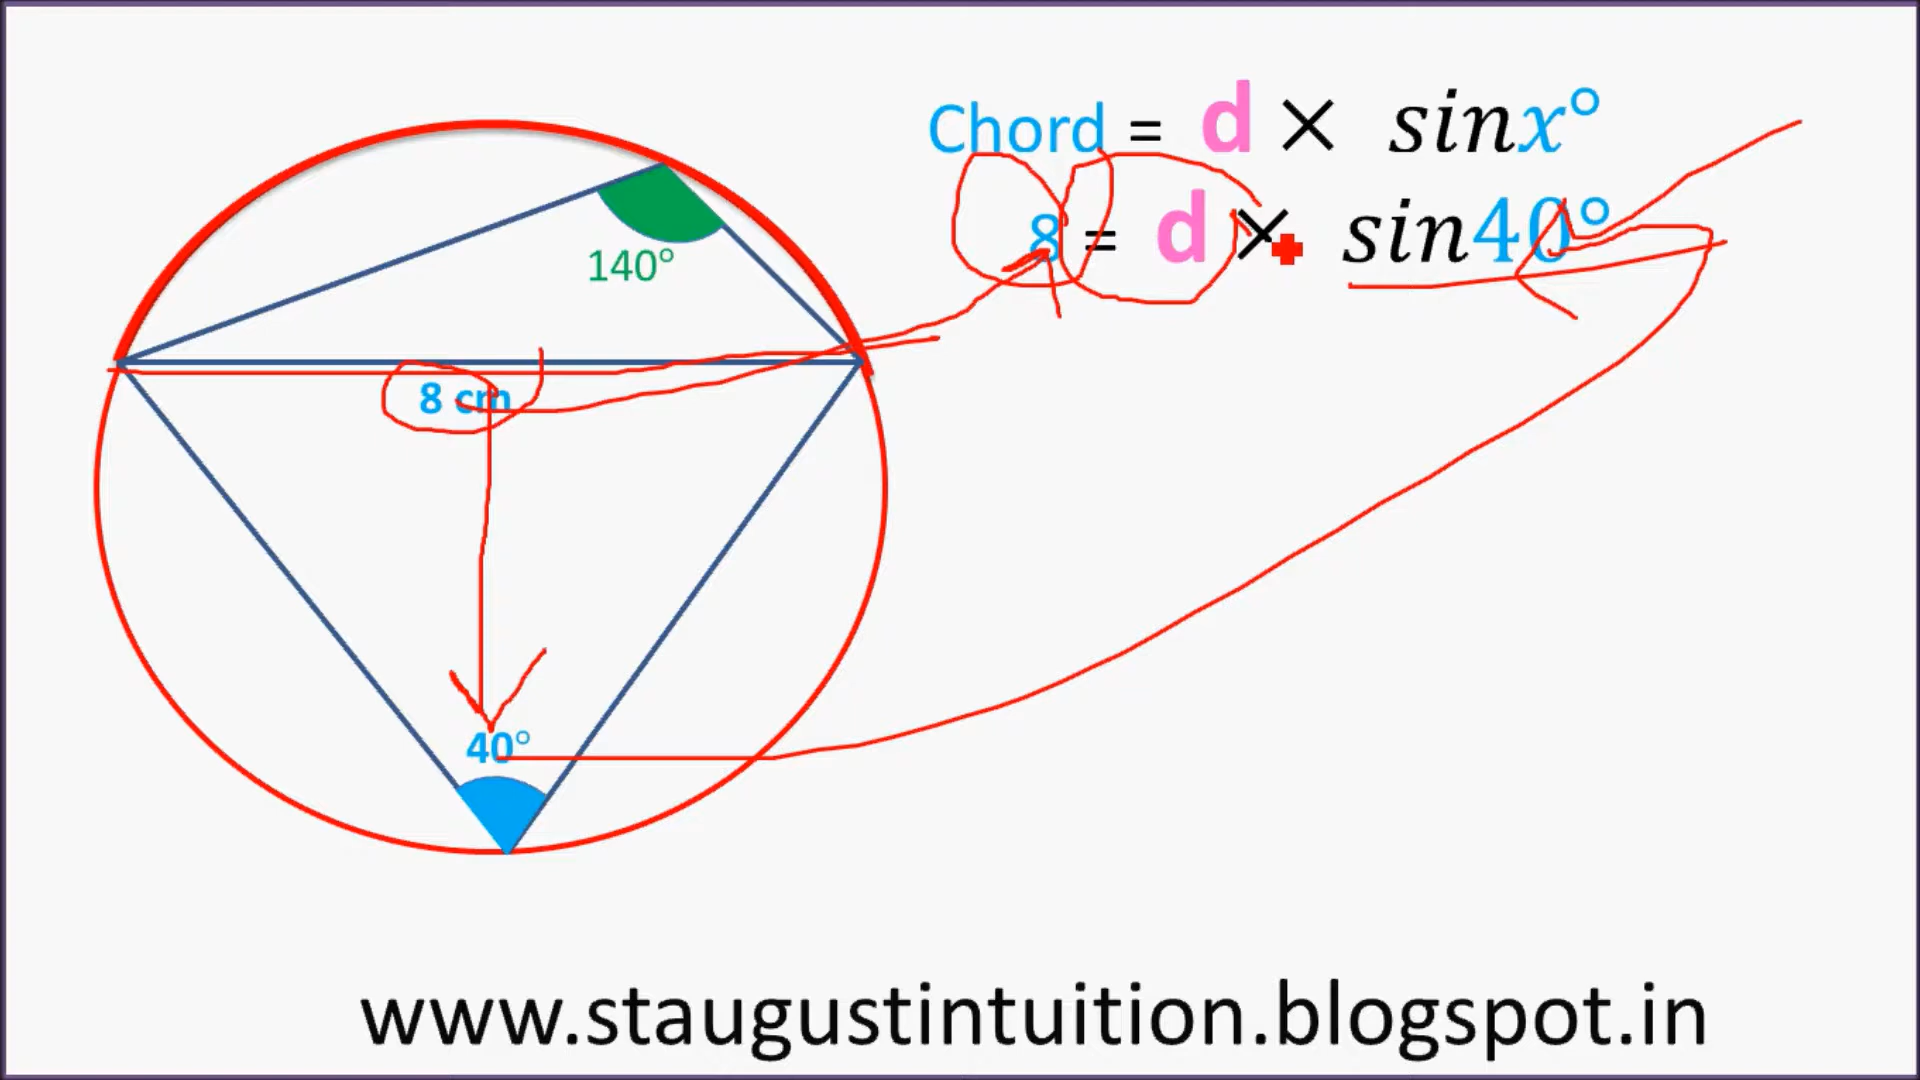 Chord = d × sinx°
8 = d × sin40°
140°
8 cm
40°
www.staugustintuition.blogspot.in